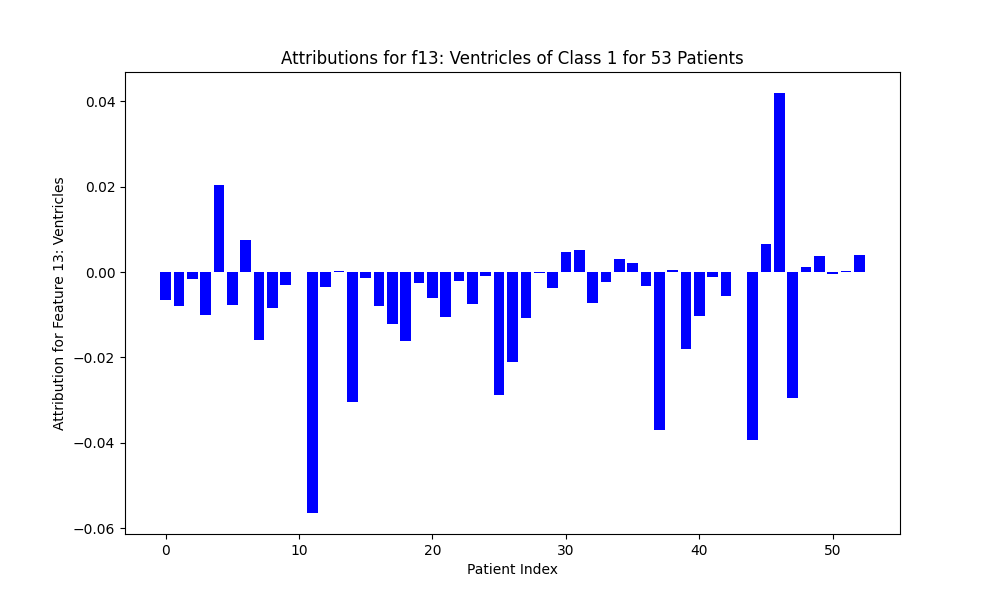 Attributions for f13: Ventricles of Class 1 for 53 Patients
Attribution for Feature 13: Ventricles
0.04
0.02
0.00
−0.02
−0.04
−0.06
0 10 20 30 40 50
Patient Index